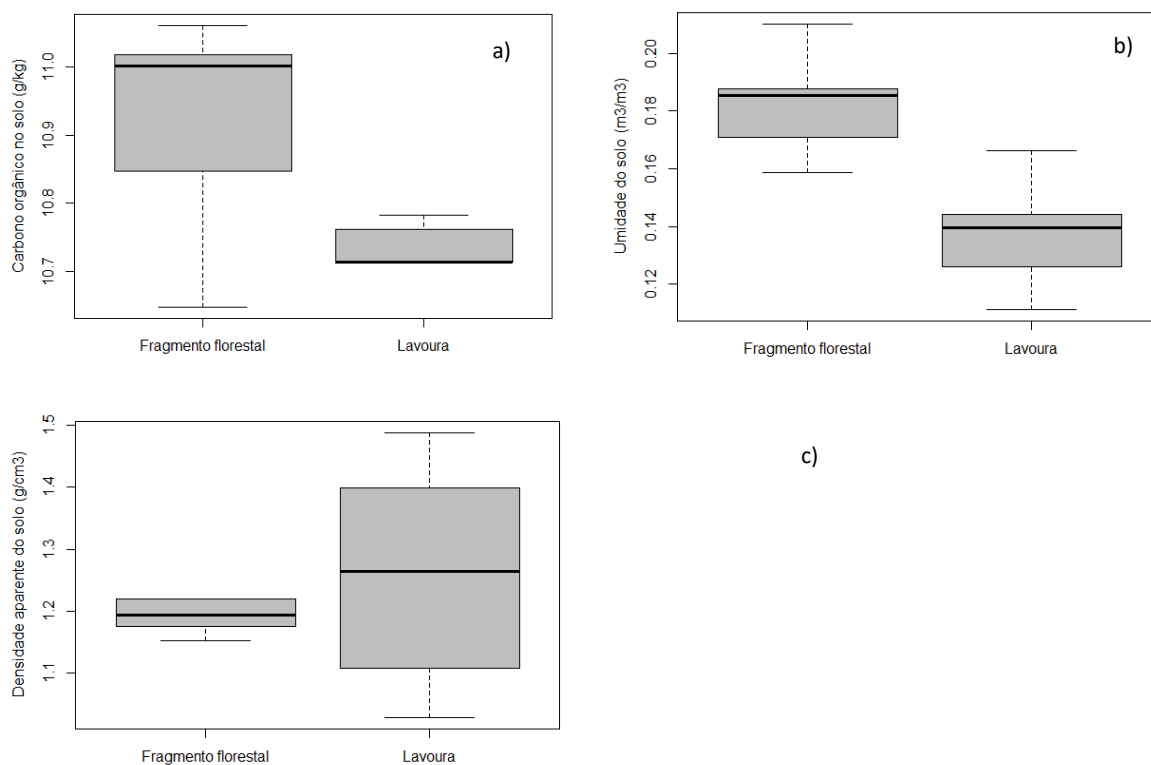 Carbono orgânico no solo (g/kg)
11.0
10.9
10.8
10.7
a)
Fragmento florestal
Lavoura
Umidade do solo (m3/m3)
0.20
0.18
0.16
0.14
0.12
b)
Fragmento florestal
Lavoura
Densidade aparente do solo (g/cm3)
1.5
1.4
1.3
1.2
1.1
Fragmento florestal
Lavoura
c)